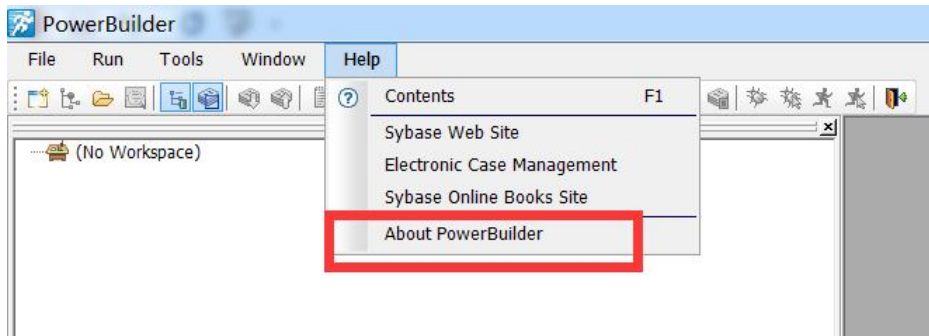 PowerBuilder
File Run Tools Window Help
Contents F1
Sybase Web Site
(No Workspace)
Electronic Case Management
Sybase Online Books Site
About PowerBuilder